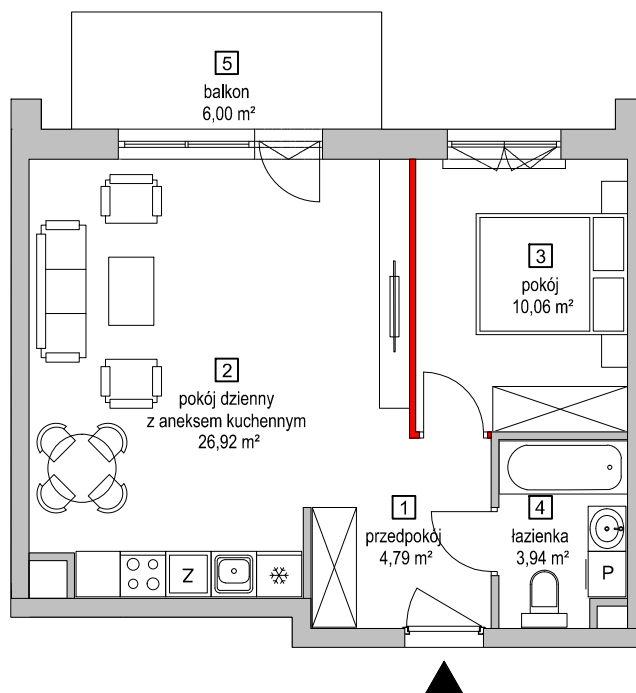 5
balkon
6,00 m²
3
pokój
10,06 m²
2
pokój dzienny
z aneksem kuchennym
26,92 m²
1
przedpokój
4,79 m²
4
łazienka
3,94 m²
Z
P